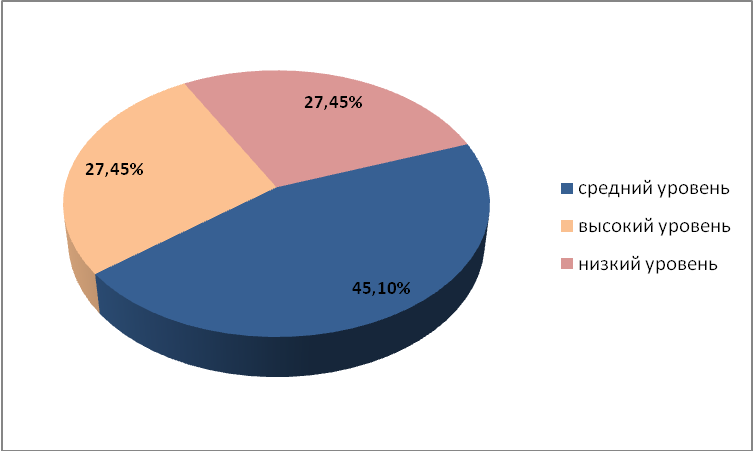 27,45%
27,45%
45,10%
средний уровень
высокий уровень
низкий уровень